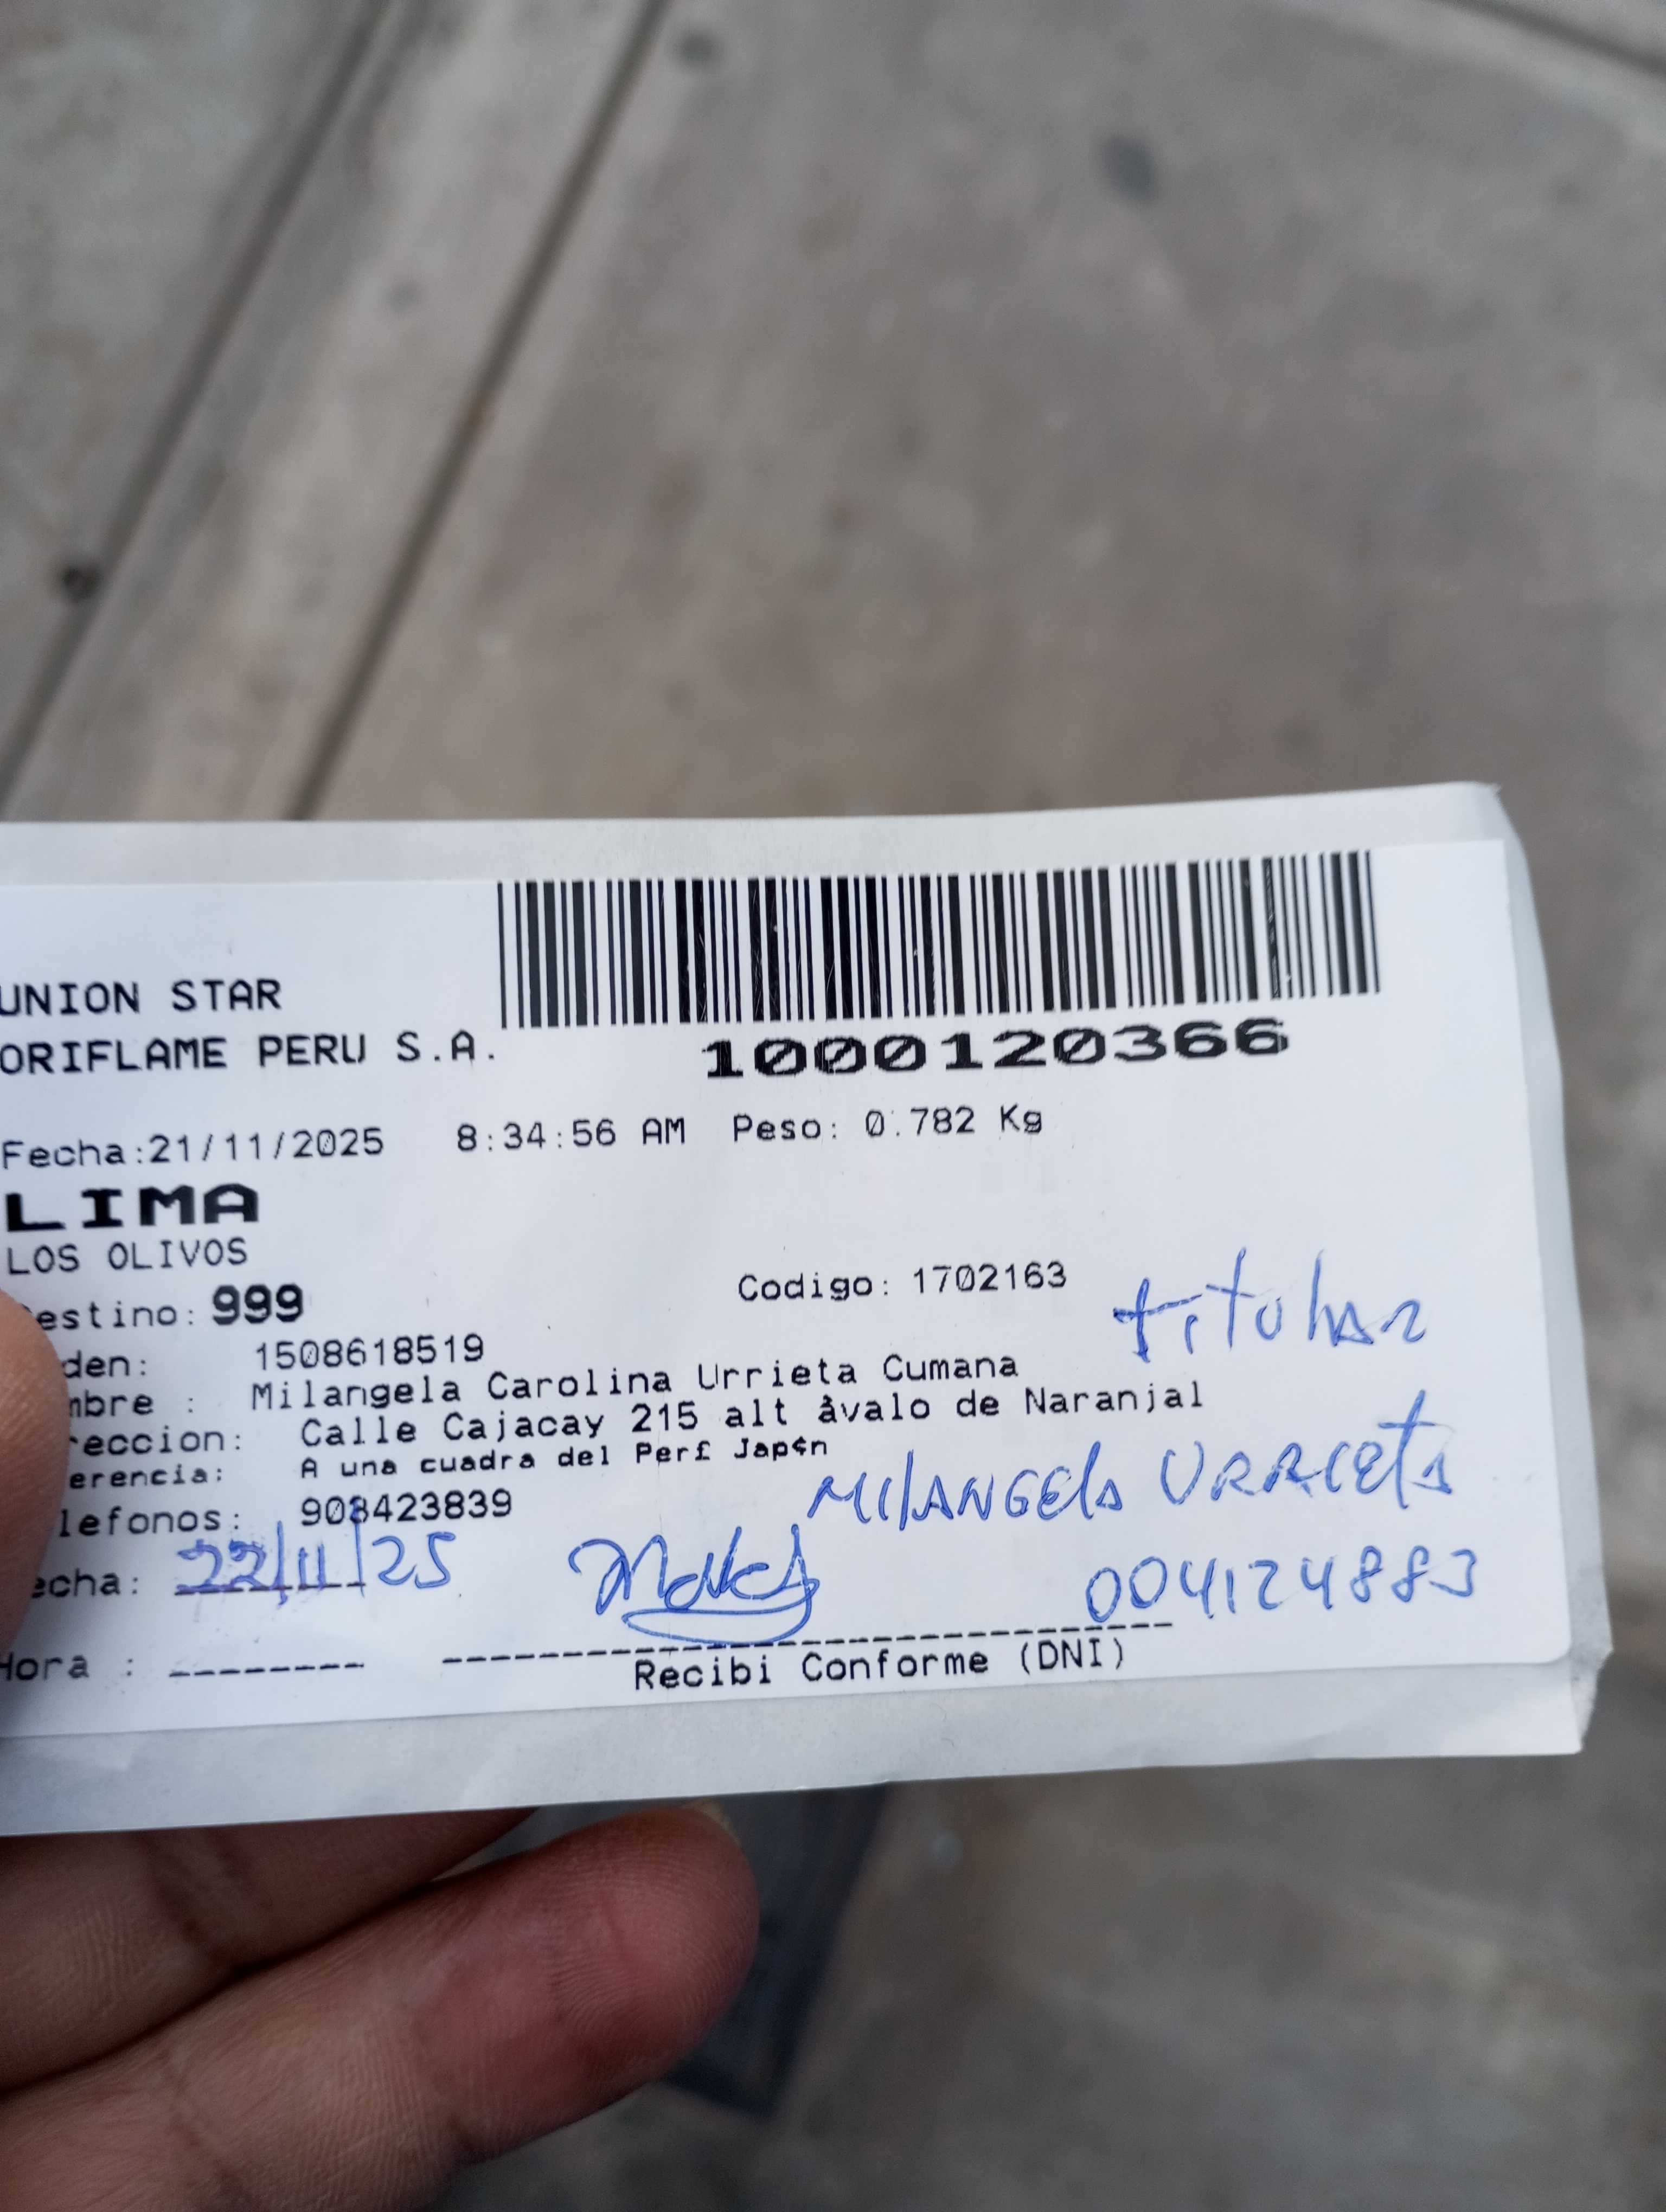 UNION STAR
ORIFLAME PERU S.A.
1000120366
Fecha:21/11/2025 8:34:56 AM Peso: 0.782 Kg
LIMA
LOS OLIVOS
estino: 999 Codigo: 1702163
titular
den: 1508618519
mbre : Milangela Carolina Urrieta Cumana
reccion: Calle Cajacay 215 alt åvalo de Naranjal
erencia: A una cuadra del Per£ Jap¢n
lefonos: 908423839
MilANGELA URRIETA
echa: 22/11/25
004124883
Hora : --------
Recibi Conforme (DNI)